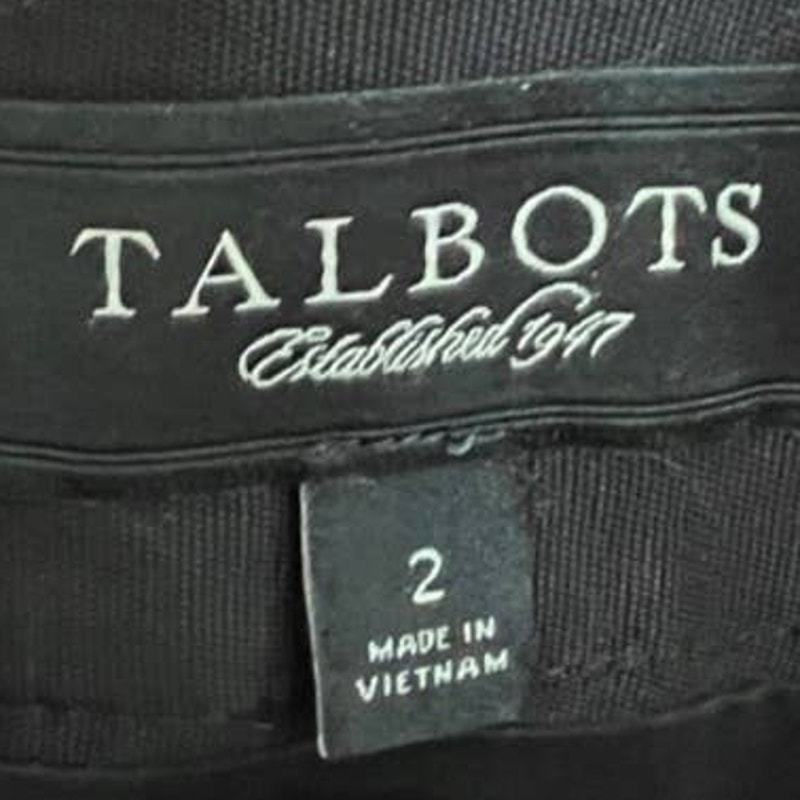 TALBOTS
Established 1947
2
MADE IN
VIETNAM